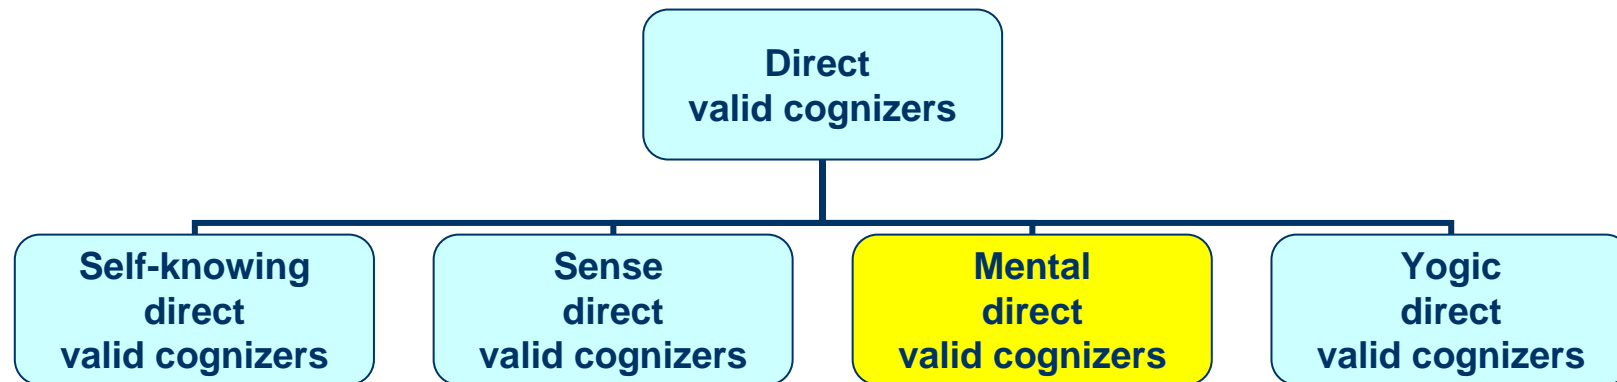 Direct
valid cognizers
Self-knowing
direct
valid cognizers
Sense
direct
valid cognizers
Mental
direct
valid cognizers
Yogic
direct
valid cognizers